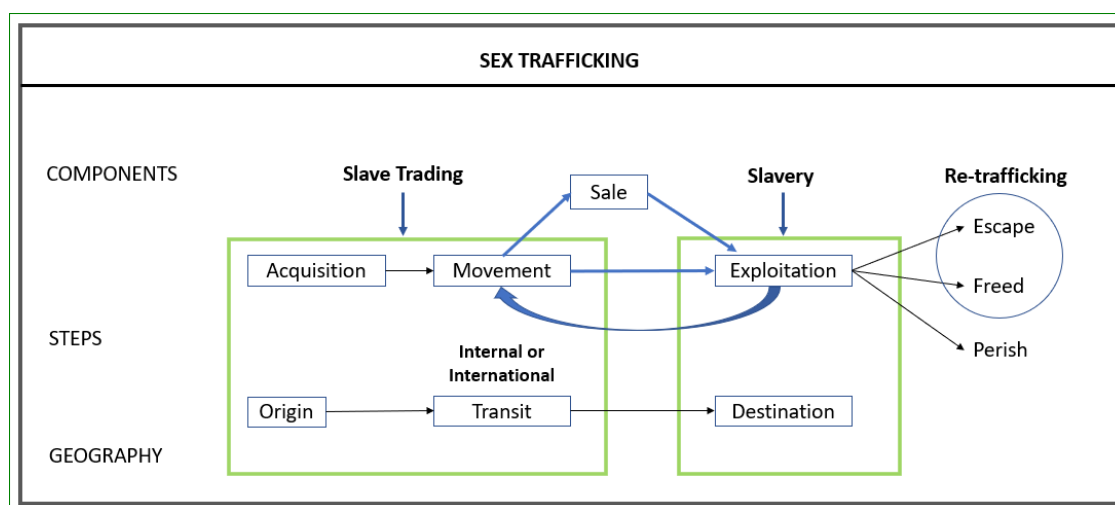 SEX TRAFFICKING
COMPONENTS
Slave Trading
Sale
Slavery
Re-trafficking
Escape
Acquisition
Movement
Exploitation
Freed
STEPS
Internal or
International
Perish
Origin
Transit
Destination
GEOGRAPHY